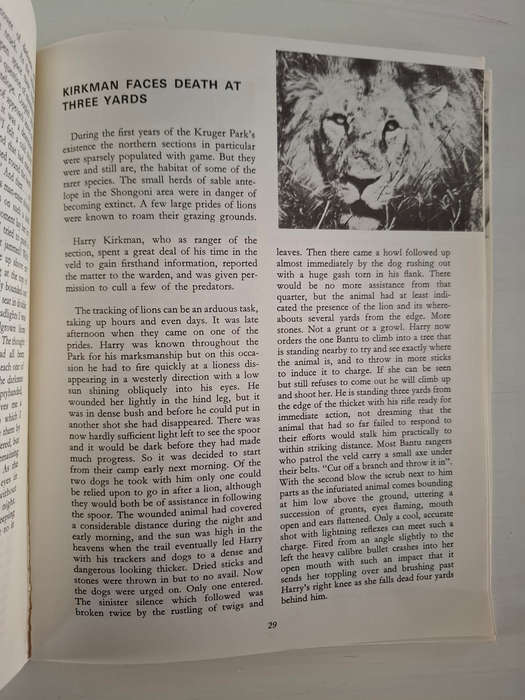 KIRKMAN FACES DEATH AT
THREE YARDS
During the first years of the Kruger Park's
existence the northern sections in particular
were sparsely populated with game. But they
were and still are, the habitat of some of the
rarer species. The small herds of sable ante-
lope in the Shongoni area were in danger of
becoming extinct. A few large prides of lions
were known to roam their grazing grounds.
Harry Kirkman, who as ranger of the
section, spent a great deal of his time in the
veld to gain firsthand information, reported
the matter to the warden, and was given per-
mission to cull a few of the predators.
The tracking of lions can be an arduous task,
taking up hours and even days. It was late
afternoon when they came on one of the
prides. Harry was known throughout the
Park for his marksmanship but on this occa-
sion he had to fire quickly at a lioness dis-
appearing in a westerly direction with a low
sun shining obliquely into his eyes. He
wounded her lightly in the hind leg, but it
was in dense bush and before he could put in
another shot she had disappeared. There was
now hardly sufficient light left to see the spoor
and it would be dark before they had made
much progress. So it was decided to start
from their camp early next morning. Of the
two dogs he took with him only one could
be relied upon to go in after a lion, although
they would both be of assistance in following
the spoor. The wounded animal had covered
a considerable distance during the night and
early morning, and the sun was high in the
heavens when the trail eventually led Harry
with his trackers and dogs to a dense and
dangerous looking thicket. Dried sticks and
stones were thrown in but to no avail. Now
the dogs were urged on. Only one entered.
The sinister silence which followed was
broken twice by the rustling of twigs and
leaves. Then there came a howl followed up
almost immediately by the dog rushing out
with a huge gash torn in his flank. There
would be no more assistance from that
quarter, but the animal had at least indi-
cated the presence of the lion and its where-
abouts several yards from the edge. More
stones. Not a grunt or a growl. Harry now
orders the one Bantu to climb into a tree that
is standing nearby to try and see exactly where
the animal is, and to throw in more sticks
to induce it to charge. If she can be seen
but still refuses to come out he will climb up
and shoot her. He is standing three yards from
the edge of the thicket with his rifle ready for
immediate action, not dreaming that the
animal that had so far failed to respond to
their efforts would stalk him practically to
within striking distance. Most Bantu rangers
who patrol the veld carry a small axe under
their belts. "Cut off a branch and throw it in".
With the second blow the scrub next to him
parts as the infuriated animal comes bounding
at him low above the ground, uttering a
succession of grunts, eyes flaming, mouth
open and ears flattened. Only a cool, accurate
shot with lightning reflexes can meet such a
charge. Fired from an angle slightly to the
left the heavy calibre bullet crashes into her
open mouth with such an impact that it
sends her toppling over and brushing past
Harry's right knee as she falls dead four yards
behind him.
29